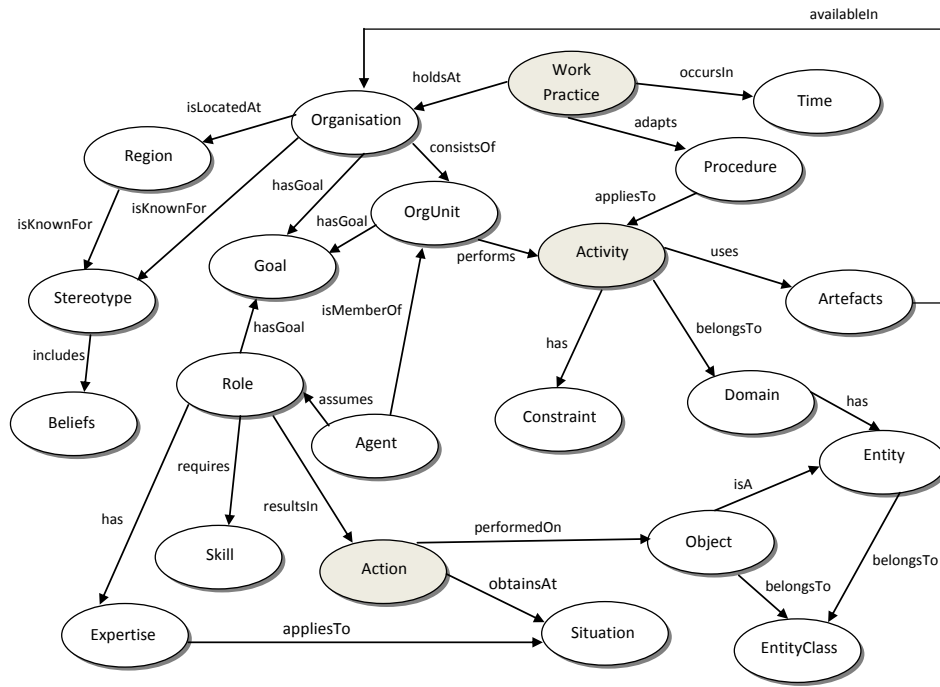 availableIn
Work
Practice
holdsAt
occursIn
Time
isLocatedAt
Organisation
adapts
Region
consistsOf
Procedure
hasGoal
appliesTo
isKnownFor
isKnownFor
hasGoal
OrgUnit
performs
Activity
uses
Goal
Stereotype
isMemberOf
Artefacts
hasGoal
belongsTo
includes
has
Role
assumes
Domain
has
Beliefs
Agent
Constraint
Entity
requires
isA
resultsIn
has
performedOn
Object
Skill
Action
obtainsAt
belongsTo
belongsTo
Expertise
appliesTo
Situation
EntityClass